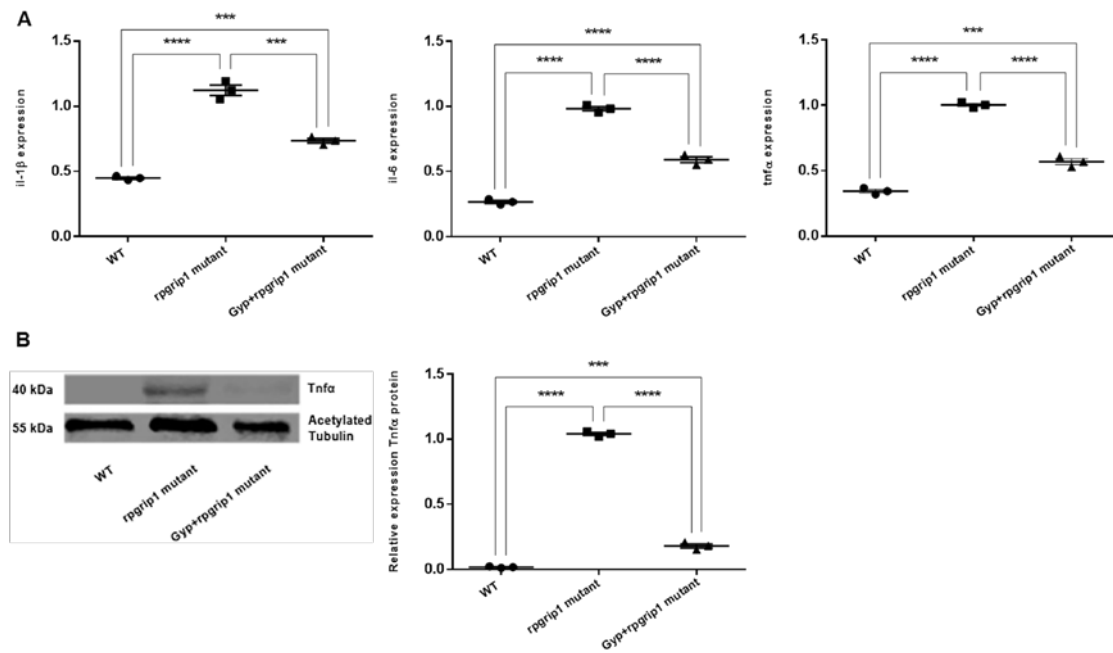 A
***
****
***
1.5
1.0
0.5
0.0
il-1β expression
WT
rpgrip1 mutant
Gyp+rpgrip1 mutant
****
****
****
1.5
1.0
0.5
0.0
il-6 expression
WT
rpgrip1 mutant
Gyp+rpgrip1 mutant
***
****
****
1.5
1.0
0.5
0.0
tnfα expression
WT
rpgrip1 mutant
Gyp+rpgrip1 mutant
B
40 kDa
Tnfα
55 kDa
Acetylated
Tubulin
WT
rpgrip1 mutant
Gyp+rpgrip1 mutant
***
****
****
1.5
1.0
0.5
0.0
Relative expression Tnfα protein
WT
rpgrip1 mutant
Gyp+rpgrip1 mutant